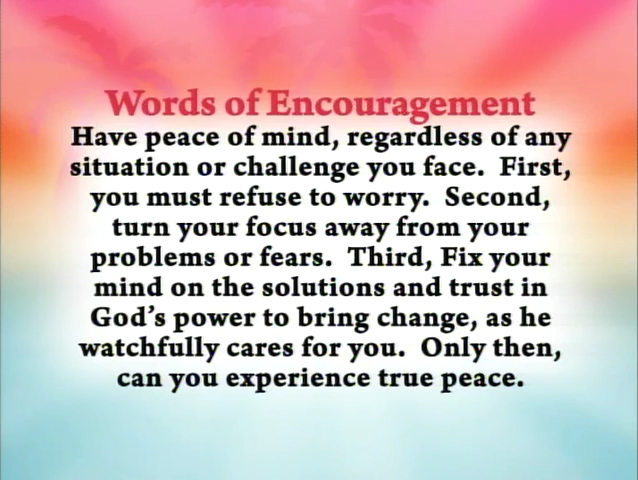 Words of Encouragement
Have peace of mind, regardless of any
situation or challenge you face.  First,
you must refuse to worry.  Second,
turn your focus away from your
problems or fears.  Third, Fix your
mind on the solutions and trust in
God's power to bring change, as he
watchfully cares for you.  Only then,
can you experience true peace.